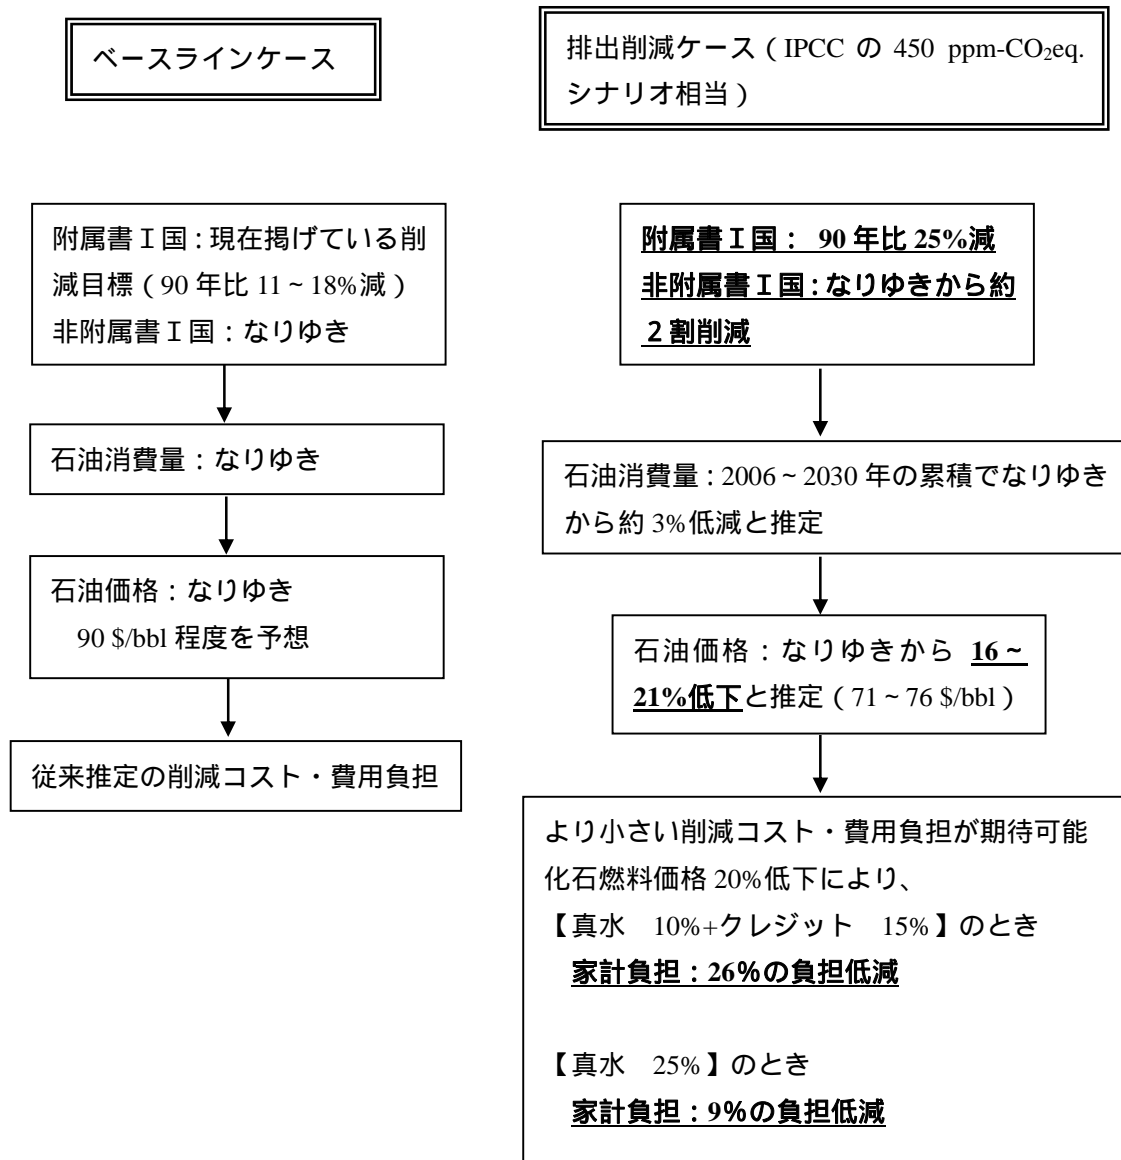 ベースラインケース
排出削減ケース（IPCC の 450 ppm-CO₂eq.
シナリオ相当）
附属書Ⅰ国：現在掲げている削
減目標（90 年比 11～18%減）
非附属書Ⅰ国：なりゆき
石油消費量：なりゆき
石油価格：なりゆき
90 $/bbl 程度を予想
従来推定の削減コスト・費用負担
附属書Ⅰ国： 90 年比 25%減
非附属書Ⅰ国：なりゆきから約
２割削減
石油消費量：2006～2030 年の累積でなりゆき
から約 3%低減と推定
石油価格：なりゆきから 16～
21%低下と推定（71～76 $/bbl）
より小さい削減コスト・費用負担が期待可能
化石燃料価格 20%低下により、
【真水　10%+クレジット　15%】のとき
家計負担：26%の負担低減
【真水　25%】のとき
家計負担：9%の負担低減